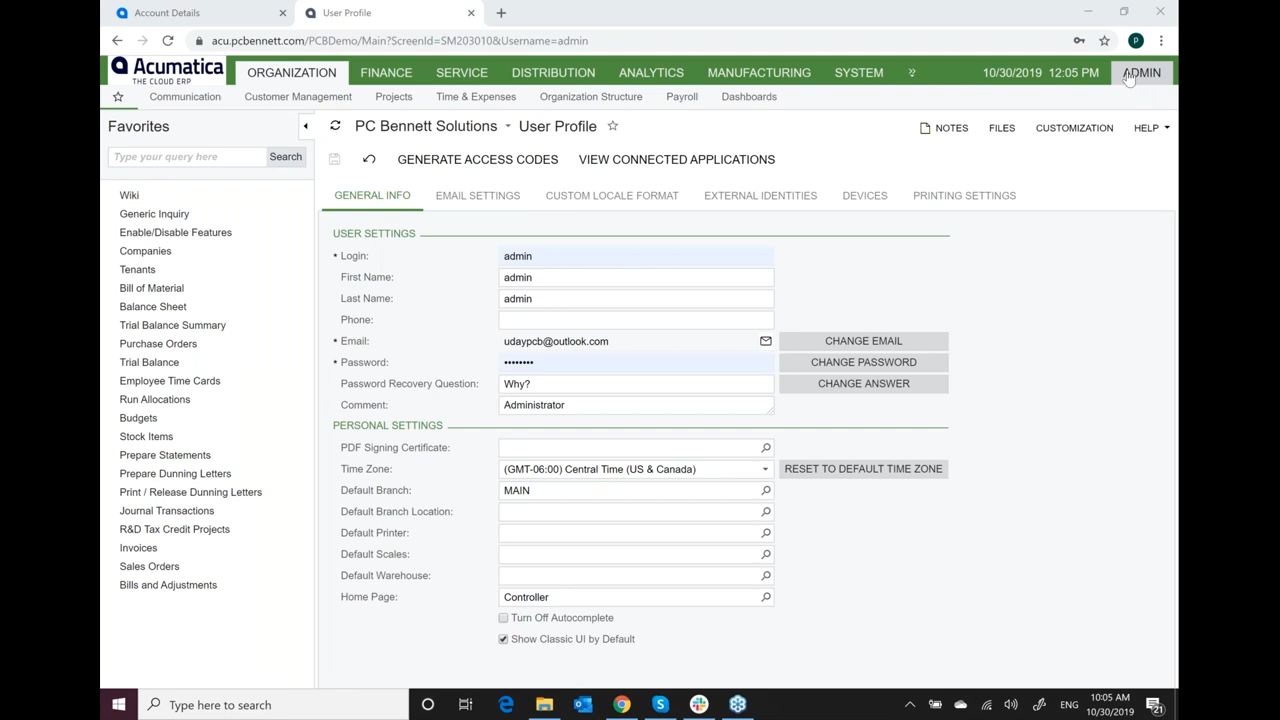 Account Details
User Profile
acu.pcbennett.com/PCBDemo/Main?ScreenId=SM203010&Username=admin
Acumatica
THE CLOUD ERP
ORGANIZATION FINANCE SERVICE DISTRIBUTION ANALYTICS MANUFACTURING SYSTEM 10/30/2019 12:05 PM ADMIN
Communication Customer Management Projects Time & Expenses Organization Structure Payroll Dashboards
Favorites
Type your query here Search
Wiki
Generic Inquiry
Enable/Disable Features
Companies
Tenants
Bill of Material
Balance Sheet
Trial Balance Summary
Purchase Orders
Trial Balance
Employee Time Cards
Run Allocations
Budgets
Stock Items
Prepare Statements
Prepare Dunning Letters
Print / Release Dunning Letters
Journal Transactions
R&D Tax Credit Projects
Invoices
Sales Orders
Bills and Adjustments
PC Bennett Solutions User Profile
NOTES FILES CUSTOMIZATION HELP
GENERATE ACCESS CODES VIEW CONNECTED APPLICATIONS
GENERAL INFO EMAIL SETTINGS CUSTOM LOCALE FORMAT EXTERNAL IDENTITIES DEVICES PRINTING SETTINGS
USER SETTINGS
* Login: admin
First Name: admin
Last Name: admin
Phone:
* Email: udaypcb@outlook.com CHANGE EMAIL
* Password: •••••••• CHANGE PASSWORD
Password Recovery Question: Why? CHANGE ANSWER
Comment: Administrator
PERSONAL SETTINGS
PDF Signing Certificate:
Time Zone: (GMT-06:00) Central Time (US & Canada) RESET TO DEFAULT TIME ZONE
Default Branch: MAIN
Default Branch Location:
Default Printer:
Default Scales:
Default Warehouse:
Home Page: Controller
Turn Off Autocomplete
Show Classic UI by Default
Type here to search
ENG
10:05 AM
10/30/2019
21